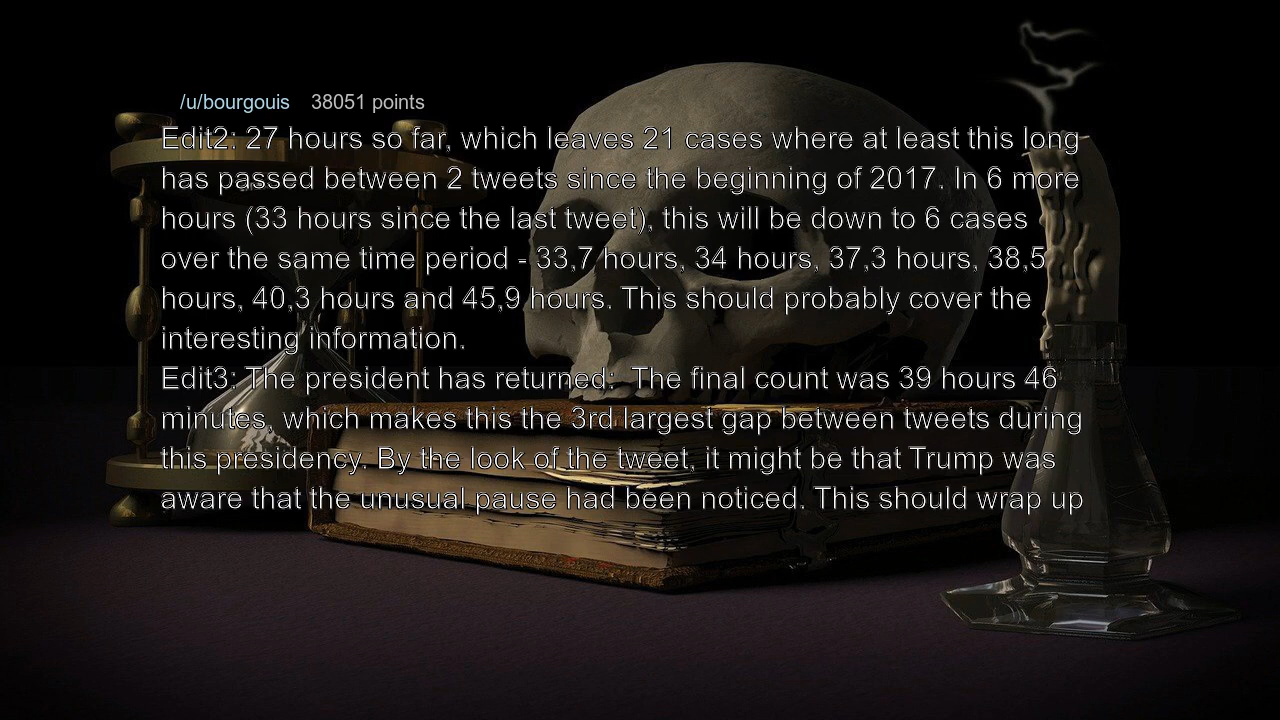 /u/bourgouis 38051 points
Edit2: 27 hours so far, which leaves 21 cases where at least this long
has passed between 2 tweets since the beginning of 2017. In 6 more
hours (33 hours since the last tweet), this will be down to 6 cases
over the same time period - 33,7 hours, 34 hours, 37,3 hours, 38,5
hours, 40,3 hours and 45,9 hours. This should probably cover the
interesting information.
Edit3: The president has returned: The final count was 39 hours 46
minutes, which makes this the 3rd largest gap between tweets during
this presidency. By the look of the tweet, it might be that Trump was
aware that the unusual pause had been noticed. This should wrap up